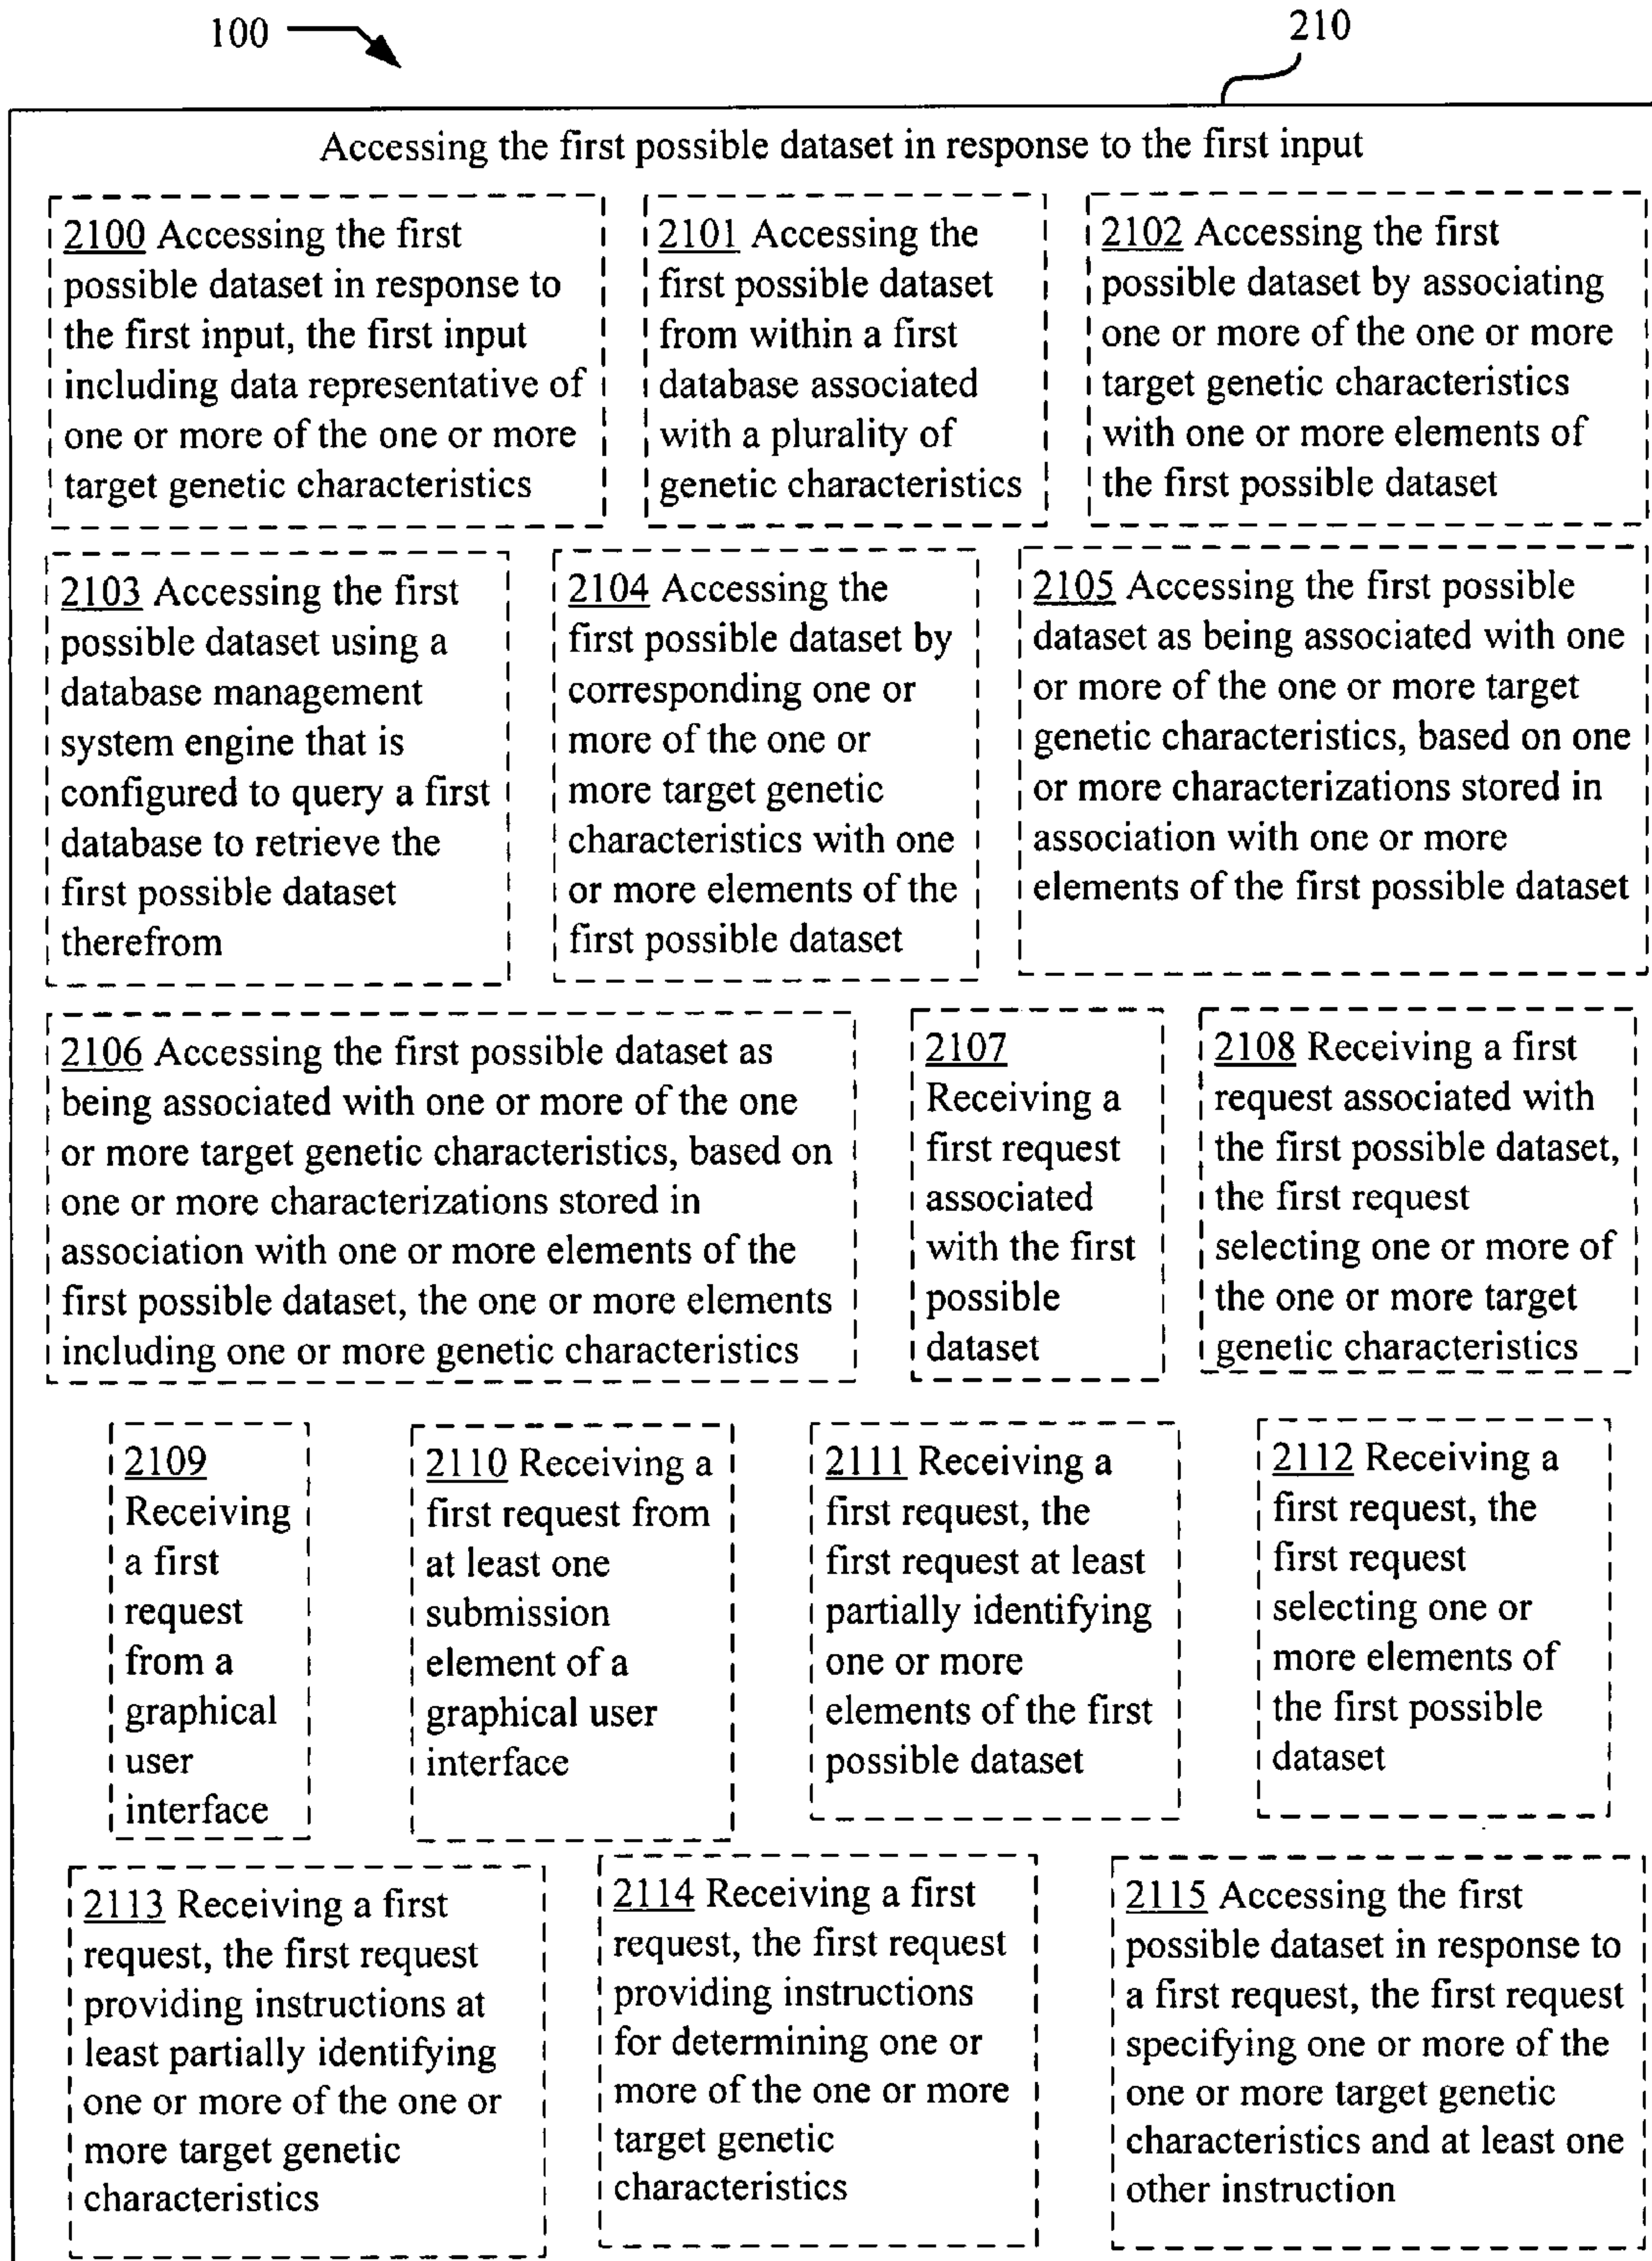 100
210
Accessing the first possible dataset in response to the first input
2100 Accessing the first
possible dataset in response to
the first input, the first input
including data representative of
one or more of the one or more
target genetic characteristics
2101 Accessing the
first possible dataset
from within a first
database associated
with a plurality of
genetic characteristics
2102 Accessing the first
possible dataset by associating
one or more of the one or more
target genetic characteristics
with one or more elements of
the first possible dataset
2103 Accessing the first
possible dataset using a
database management
system engine that is
configured to query a first
database to retrieve the
first possible dataset
therefrom
2104 Accessing the
first possible dataset by
corresponding one or
more of the one or
more target genetic
characteristics with one
or more elements of the
first possible dataset
2105 Accessing the first possible
dataset as being associated with one
or more of the one or more target
genetic characteristics, based on one
or more characterizations stored in
association with one or more
elements of the first possible dataset
2106 Accessing the first possible dataset as
being associated with one or more of the one
or more target genetic characteristics, based on
one or more characterizations stored in
association with one or more elements of the
first possible dataset, the one or more elements
including one or more genetic characteristics
2107
Receiving a
first request
associated
with the first
possible
dataset
2108 Receiving a first
request associated with
the first possible dataset,
the first request
selecting one or more of
the one or more target
genetic characteristics
2109
Receiving
a first
request
from a
graphical
user
interface
2110 Receiving a
first request from
at least one
submission
element of a
graphical user
interface
2111 Receiving a
first request, the
first request at least
partially identifying
one or more
elements of the first
possible dataset
2112 Receiving a
first request, the
first request
selecting one or
more elements of
the first possible
dataset
2113 Receiving a first
request, the first request
providing instructions at
least partially identifying
one or more of the one or
more target genetic
characteristics
2114 Receiving a first
request, the first request
providing instructions
for determining one or
more of the one or more
target genetic
characteristics
2115 Accessing the first
possible dataset in response to
a first request, the first request
specifying one or more of the
one or more target genetic
characteristics and at least one
other instruction